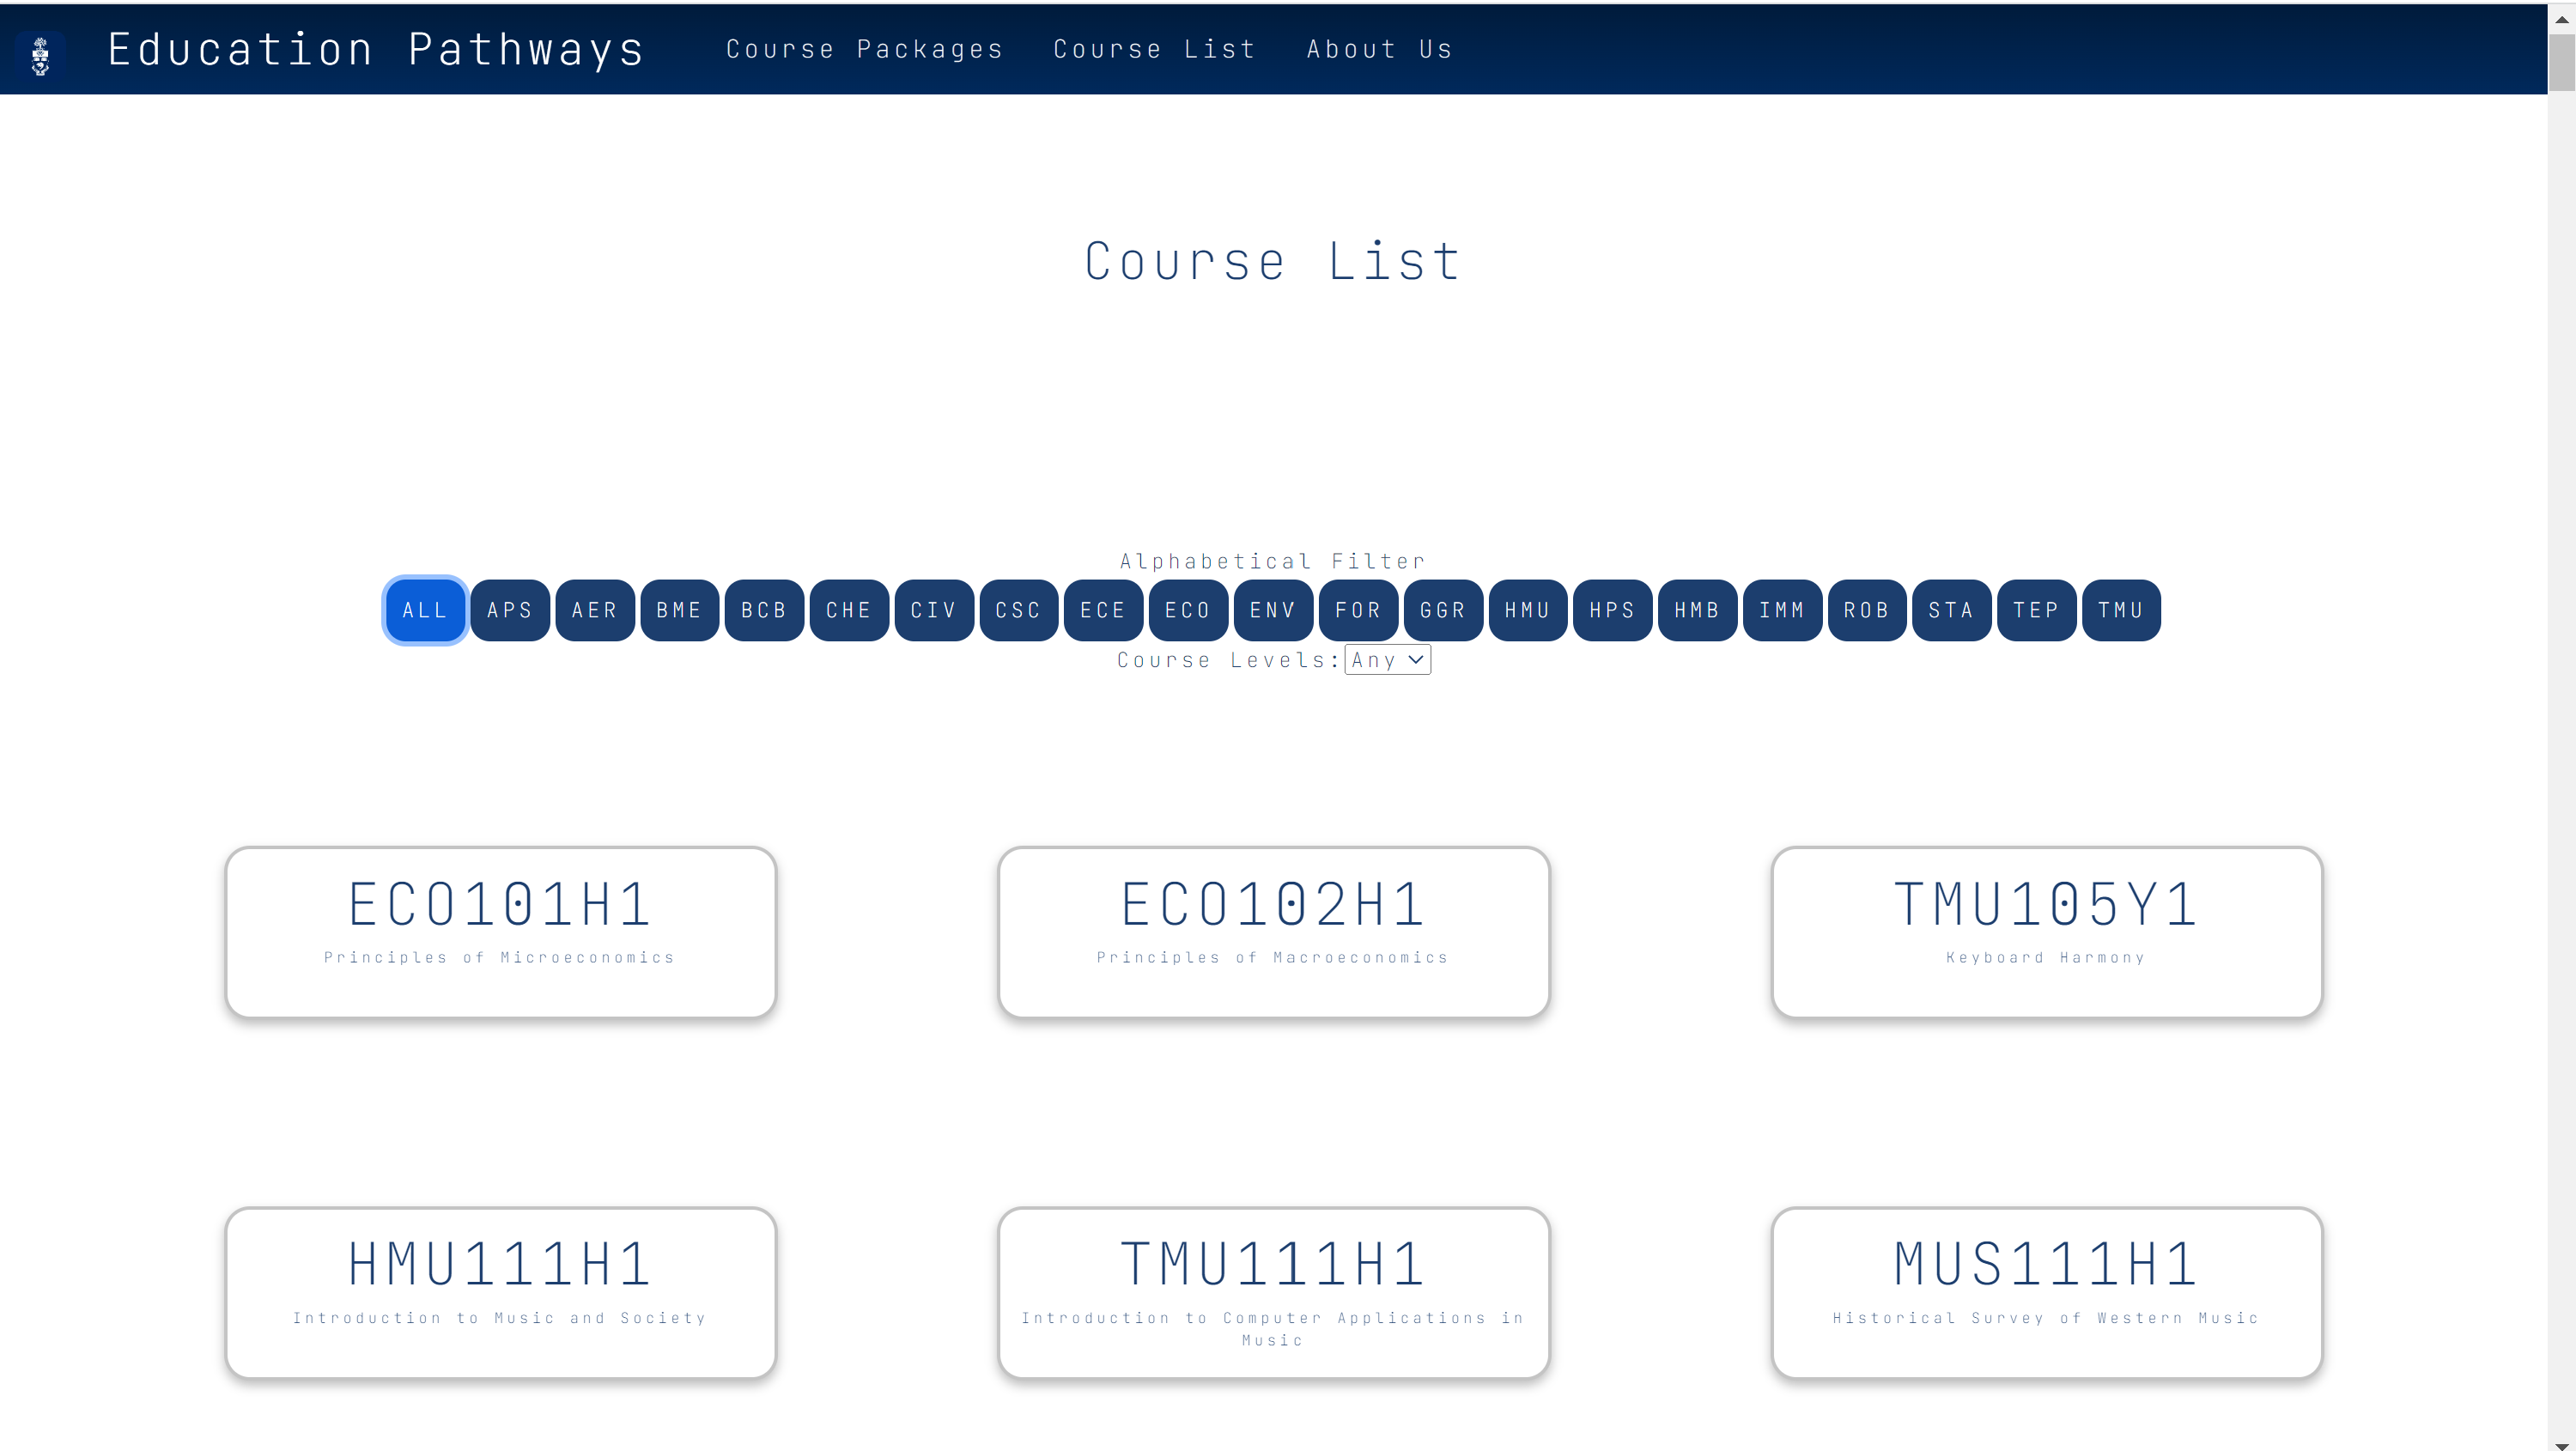 Education Pathways Course Packages Course List About Us
Course List
Alphabetical Filter
ALL APS AER BME BCB CHE CIV CSC ECE ECO ENV FOR GGR HMU HPS HMB IMM ROB STA TEP TMU
Course Levels: Any
ECO101H1
Principles of Microeconomics
ECO102H1
Principles of Macroeconomics
TMU105Y1
Keyboard Harmony
HMU111H1
Introduction to Music and Society
TMU111H1
Introduction to Computer Applications in
Music
MUS111H1
Historical Survey of Western Music